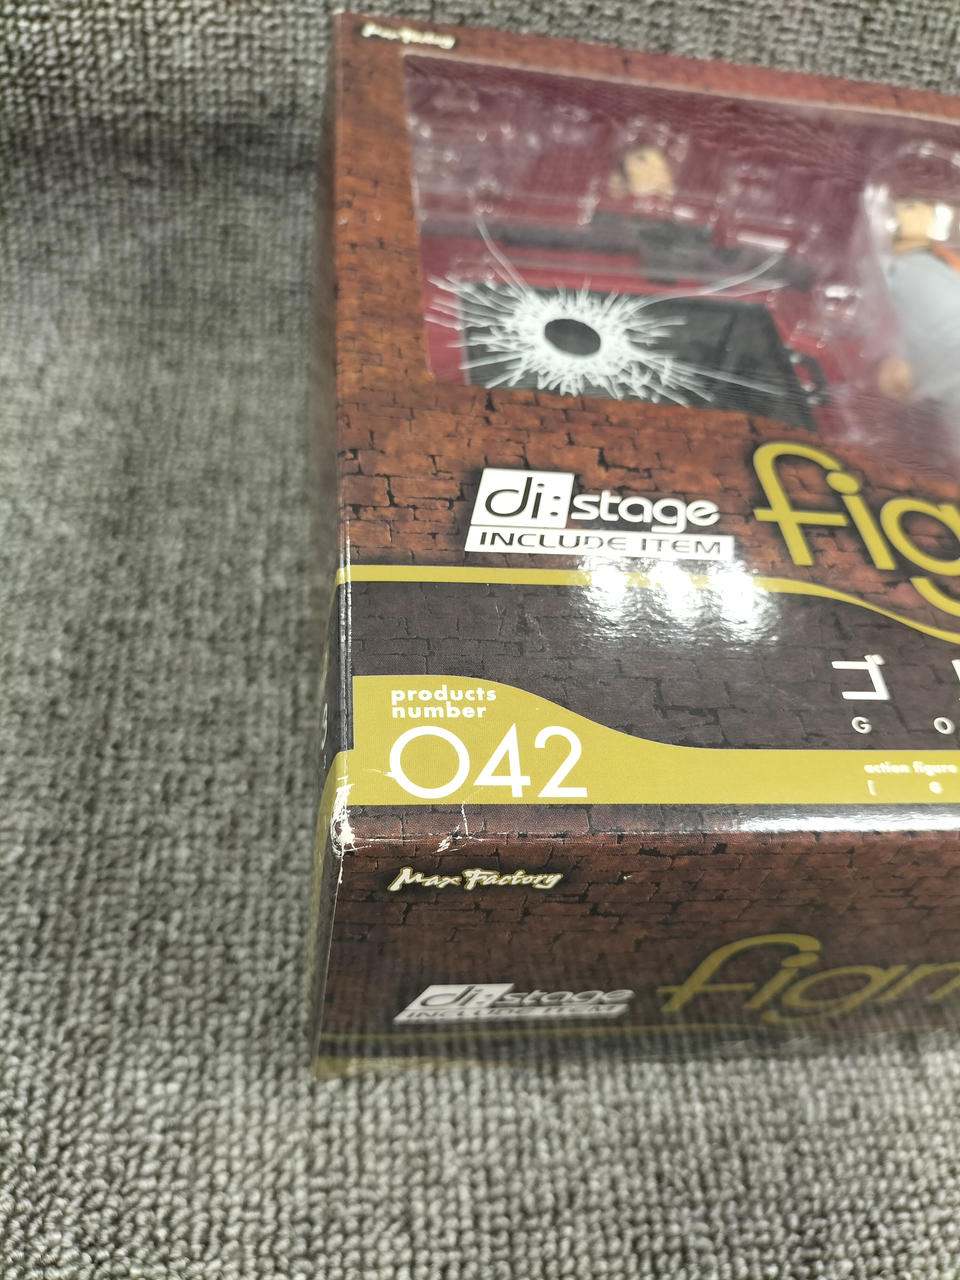 Max Factory
di:stage
INCLUDE ITEM
fig
ゴ
G O
products
number
042
action figure
[ e
Max Factory
di:stage
INCLUDE ITEM
figm